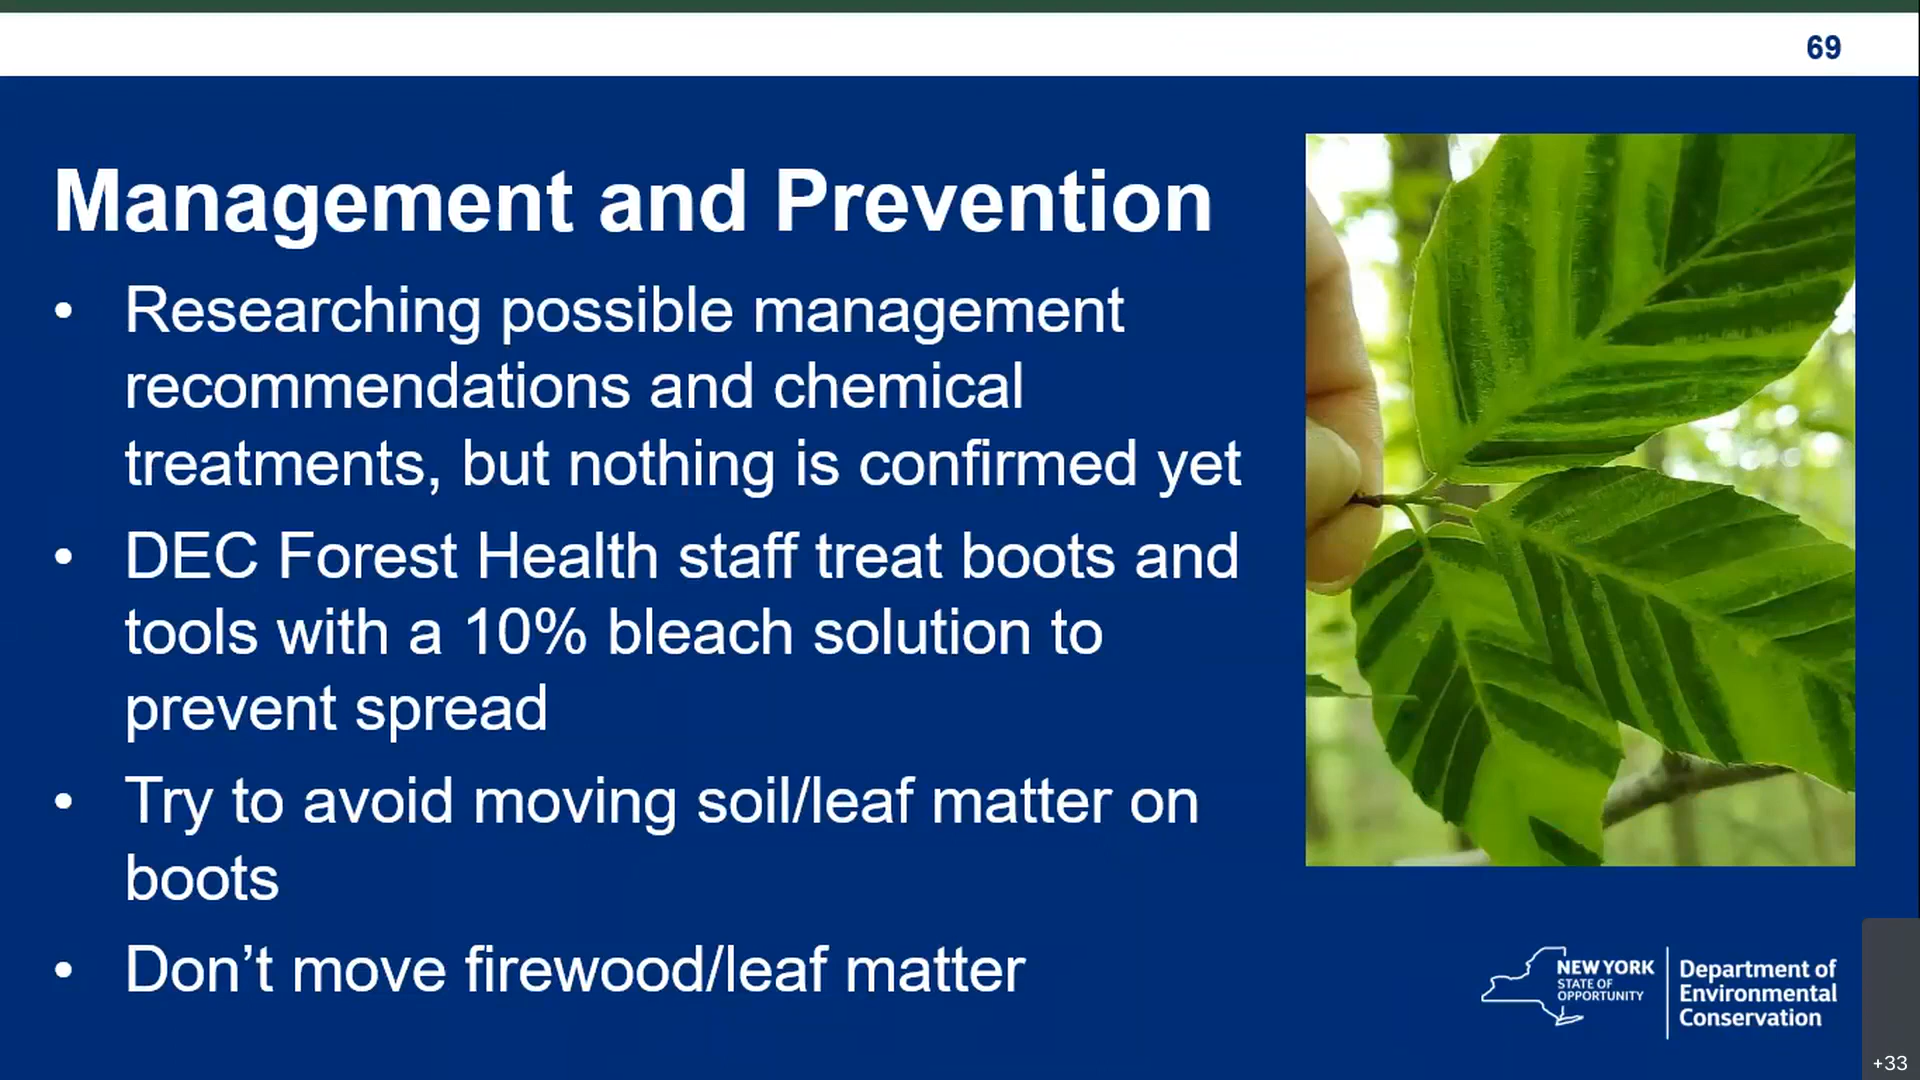 69
Management and Prevention
• Researching possible management
recommendations and chemical
treatments, but nothing is confirmed yet
• DEC Forest Health staff treat boots and
tools with a 10% bleach solution to
prevent spread
• Try to avoid moving soil/leaf matter on
boots
• Don’t move firewood/leaf matter
NEW YORK
STATE OF
OPPORTUNITY
Department of
Environmental
Conservation
+33